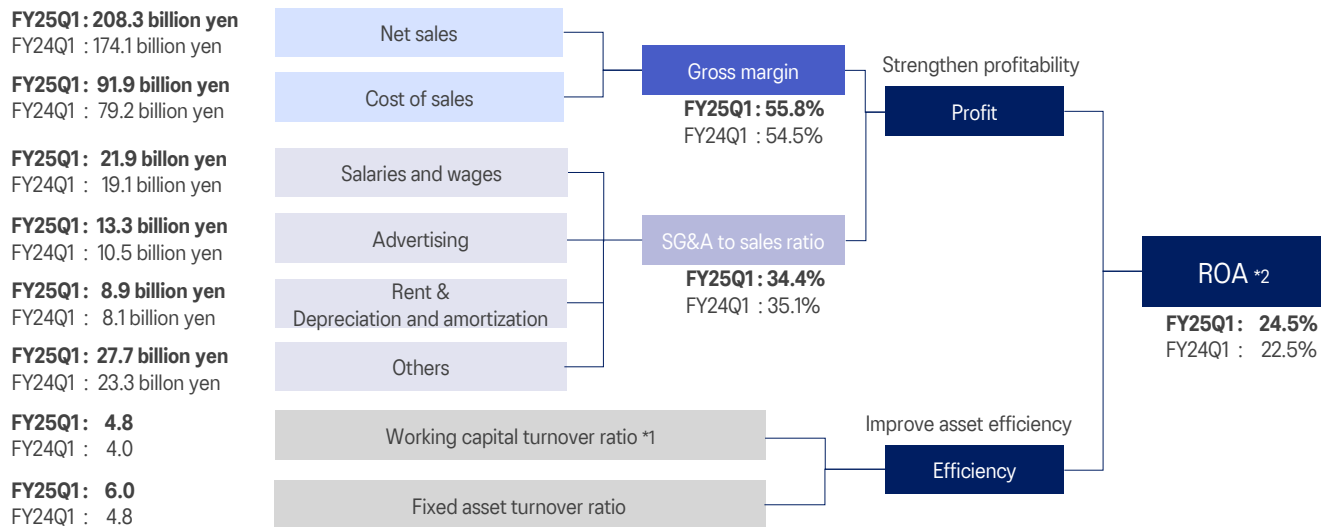 FY25Q1 : 208.3 billion yen
FY24Q1 : 174.1 billion yen
Net sales
FY25Q1 : 91.9 billion yen
FY24Q1 : 79.2 billion yen
Cost of sales
Gross margin
FY25Q1 : 55.8%
FY24Q1 : 54.5%
Strengthen profitability
Profit
FY25Q1 : 21.9 billon yen
FY24Q1 : 19.1 billion yen
Salaries and wages
FY25Q1 : 13.3 billion yen
FY24Q1 : 10.5 billion yen
Advertising
SG&A to sales ratio
FY25Q1 : 34.4%
FY24Q1 : 35.1%
FY25Q1 : 8.9 billion yen
FY24Q1 : 8.1 billion yen
Rent &
Depreciation and amortization
FY25Q1 : 27.7 billion yen
FY24Q1 : 23.3 billon yen
Others
ROA *2
FY25Q1 : 24.5%
FY24Q1 : 22.5%
FY25Q1 : 4.8
FY24Q1 : 4.0
Working capital turnover ratio *1
Improve asset efficiency
Efficiency
FY25Q1 : 6.0
FY24Q1 : 4.8
Fixed asset turnover ratio